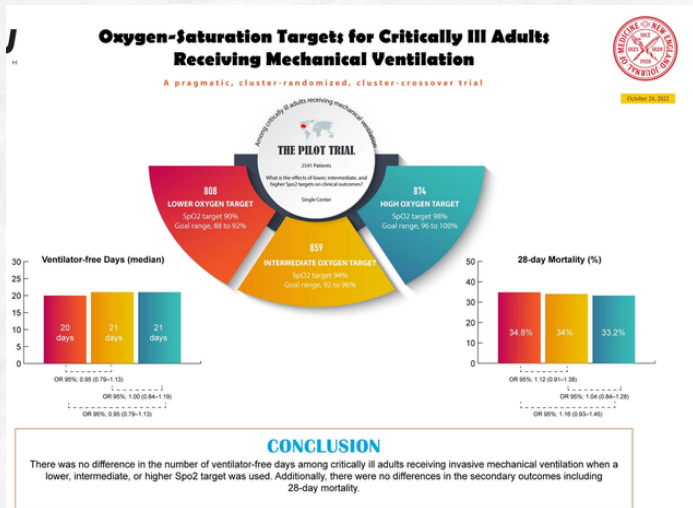 U
H
Oxygen-Saturation Targets for Critically Ill Adults
Receiving Mechanical Ventilation
A pragmatic, cluster-randomized, cluster-crossover trial
NEW ENGLAND JOURNAL OF MEDICINE
1812
1823
1828
1928
October 24, 2022
Among critically ill adults receiving mechanical ventilation
THE PILOT TRIAL
2541 Patients
What is the effects of lower, intermediate, and
higher Spo2 targets on clinical outcomes?
Single Center
808
LOWER OXYGEN TARGET
SpO2 target 90%
Goal range, 88 to 92%
859
INTERMEDIATE OXYGEN TARGET
SpO2 target 94%
Goal range, 92 to 96%
874
HIGH OXYGEN TARGET
SpO2 target 98%
Goal range, 96 to 100%
Ventilator-free Days (median)
30
25
20
15
10
5
0
20
days
21
days
21
days
OR 95%; 0.95 (0.79–1.13)
OR 95%; 1.00 (0.84–1.19)
OR 95%; 0.95 (0.79–1.13)
28-day Mortality (%)
50
40
30
20
10
0
34.8%
34%
33.2%
OR 95%; 1.12 (0.91–1.38)
OR 95%; 1.04 (0.84–1.28)
OR 95%; 1.16 (0.93–1.45)
CONCLUSION
There was no difference in the number of ventilator-free days among critically ill adults receiving invasive mechanical ventilation when a
lower, intermediate, or higher Spo2 target was used. Additionally, there were no differences in the secondary outcomes including
28-day mortality.